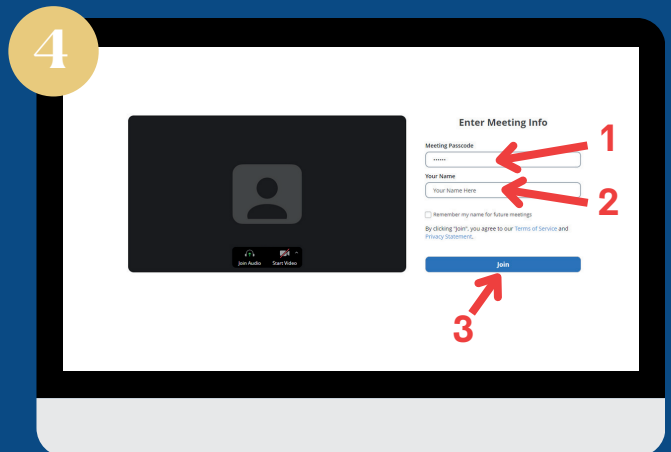 4
Enter Meeting Info
Meeting Passcode
••••••
1
Your Name
Your Name Here
2
Remember my name for future meetings
By clicking "Join", you agree to our Terms of Service and
Privacy Statement.
Join Audio Start Video
Join
3